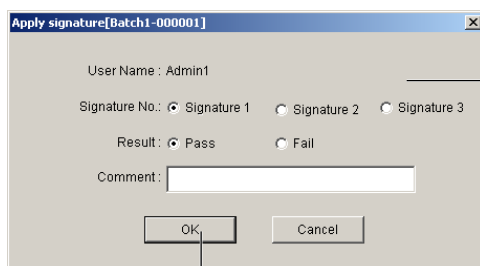 Apply signature[Batch1-000001]
User Name : Admin1
Signature No.: Signature 1 Signature 2 Signature 3
Result : Pass Fail
Comment :
OK Cancel